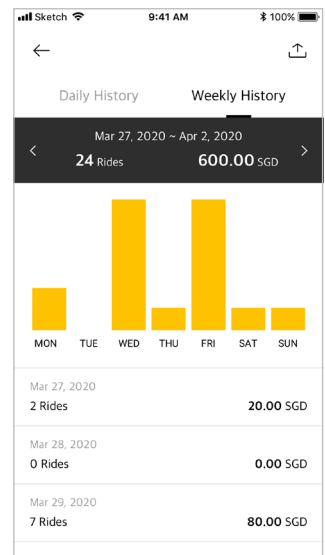 Sketch 9:41 AM 100%
Daily History Weekly History
Mar 27, 2020 ~ Apr 2, 2020
24 Rides 600.00 SGD
MON TUE WED THU FRI SAT SUN
Mar 27, 2020
2 Rides 20.00 SGD
Mar 28, 2020
0 Rides 0.00 SGD
Mar 29, 2020
7 Rides 80.00 SGD